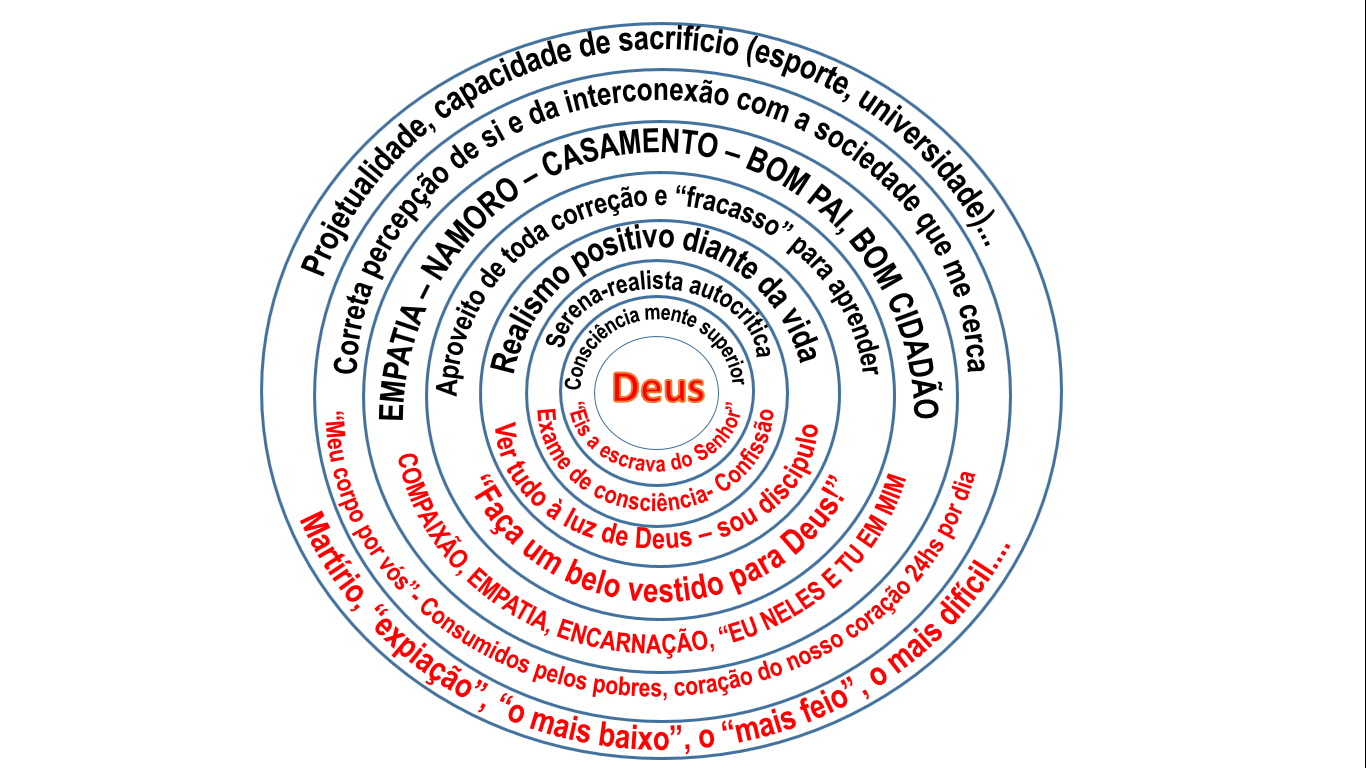 Projetualidade, capacidade de sacrifício (esporte, universidade)...
Correta percepção de si e da interconexão com a sociedade que me cerca
EMPATIA – NAMORO – CASAMENTO – BOM PAI, BOM CIDADÃO
Aproveito de toda correção e “fracasso” para aprender
Realismo positivo diante da vida
Serena-realista autocritica
Consciência mente superior
Deus
“Eis a escrava do Senhor”
Exame de consciência- Confissão
Ver tudo à luz de Deus – sou discipulo
“Faça um belo vestido para Deus!”
COMPAIXÃO, EMPATIA, ENCARNAÇÃO, “EU NELES E TU EM MIM
”Meu corpo por vós”- Consumidos pelos pobres, coração do nosso coração 24hs por dia
Martírio, “expiação”, “o mais baixo”, o “mais feio” , o mais difícil....